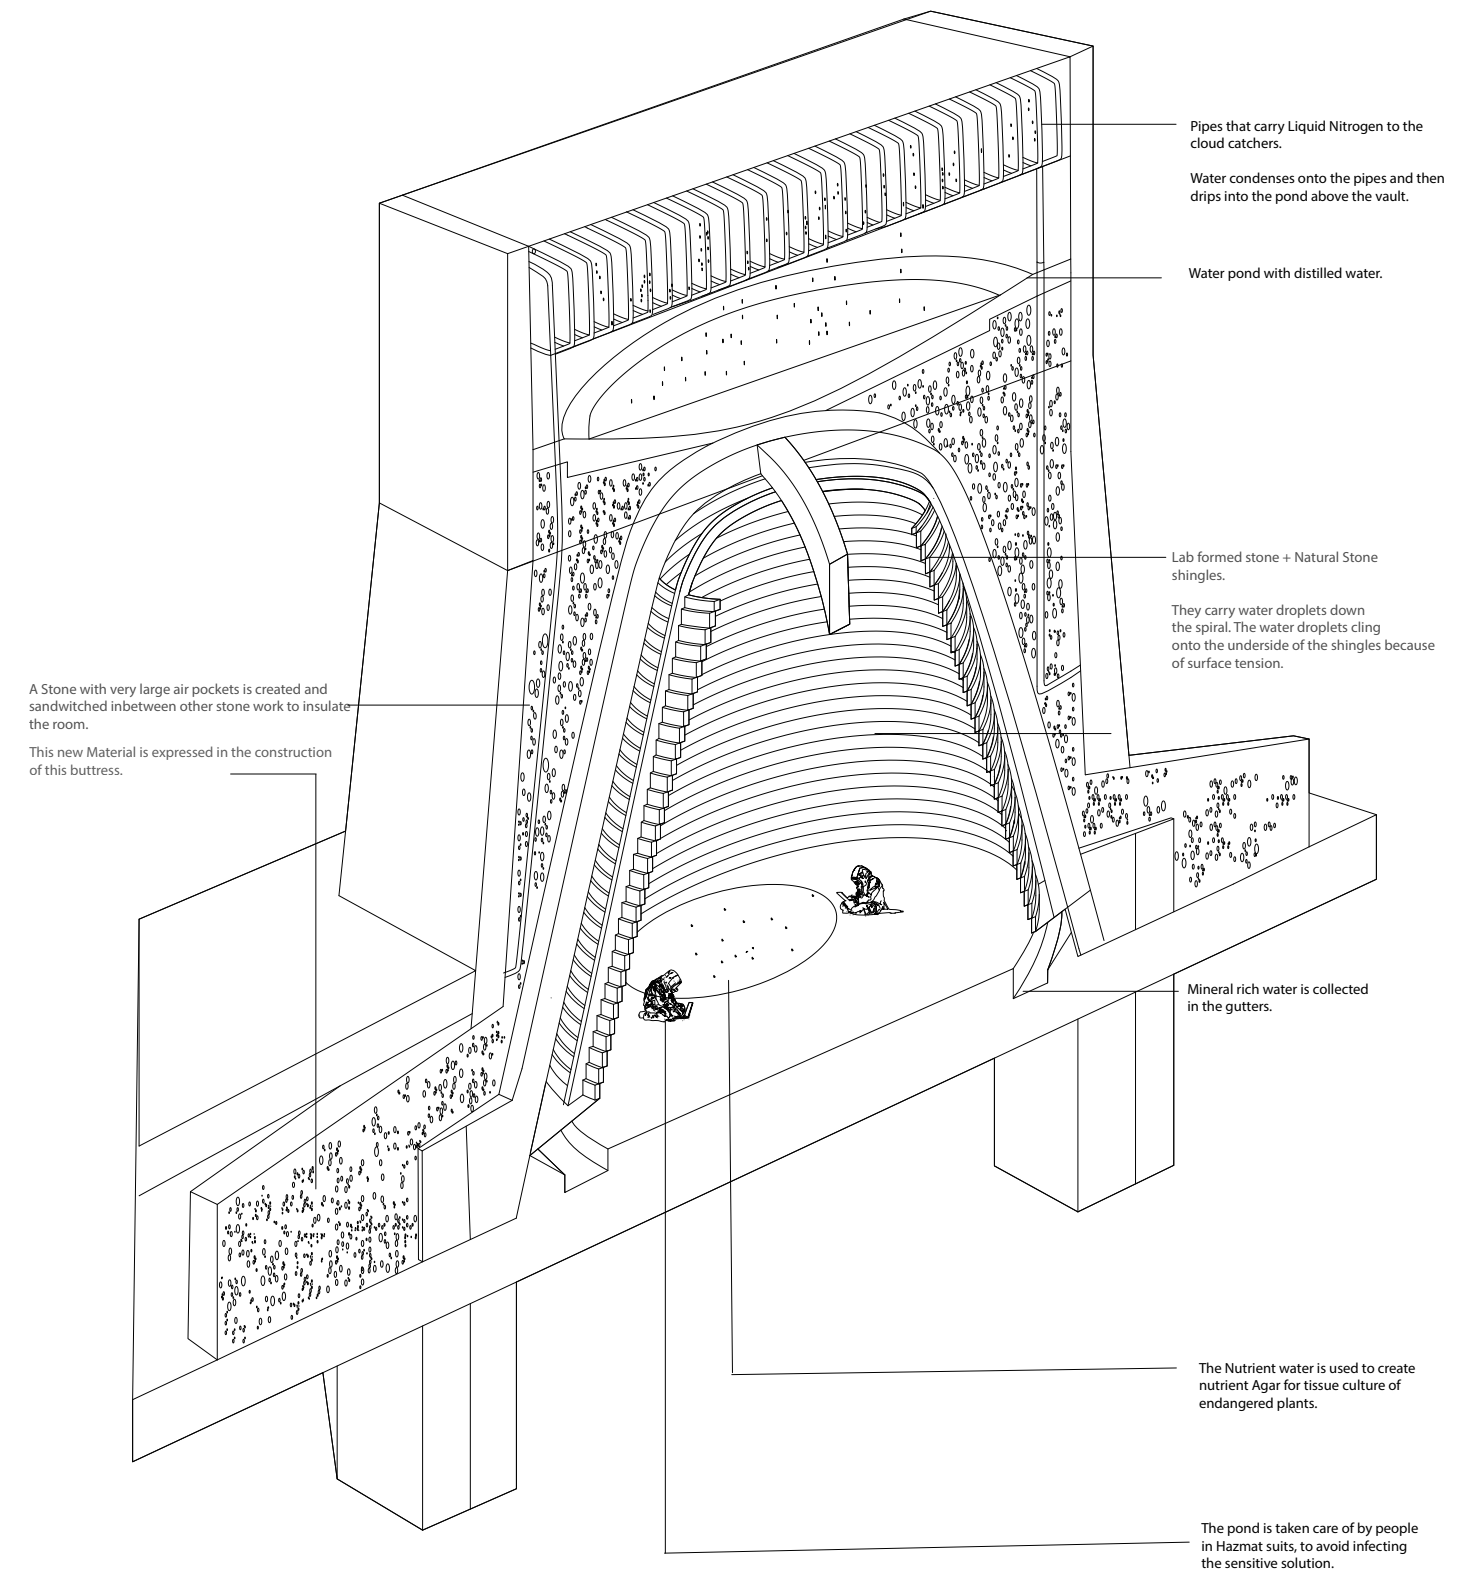 Pipes that carry Liquid Nitrogen to the
cloud catchers.
Water condenses onto the pipes and then
drips into the pond above the vault.
Water pond with distilled water.
Lab formed stone + Natural Stone
shingles.
They carry water droplets down
the spiral. The water droplets cling
onto the underside of the shingles because
of surface tension.
A Stone with very large air pockets is created and
sandwitched inbetween other stone work to insulate
the room.
This new Material is expressed in the construction
of this buttress.
Mineral rich water is collected
in the gutters.
The Nutrient water is used to create
nutrient Agar for tissue culture of
endangered plants.
The pond is taken care of by people
in Hazmat suits, to avoid infecting
the sensitive solution.